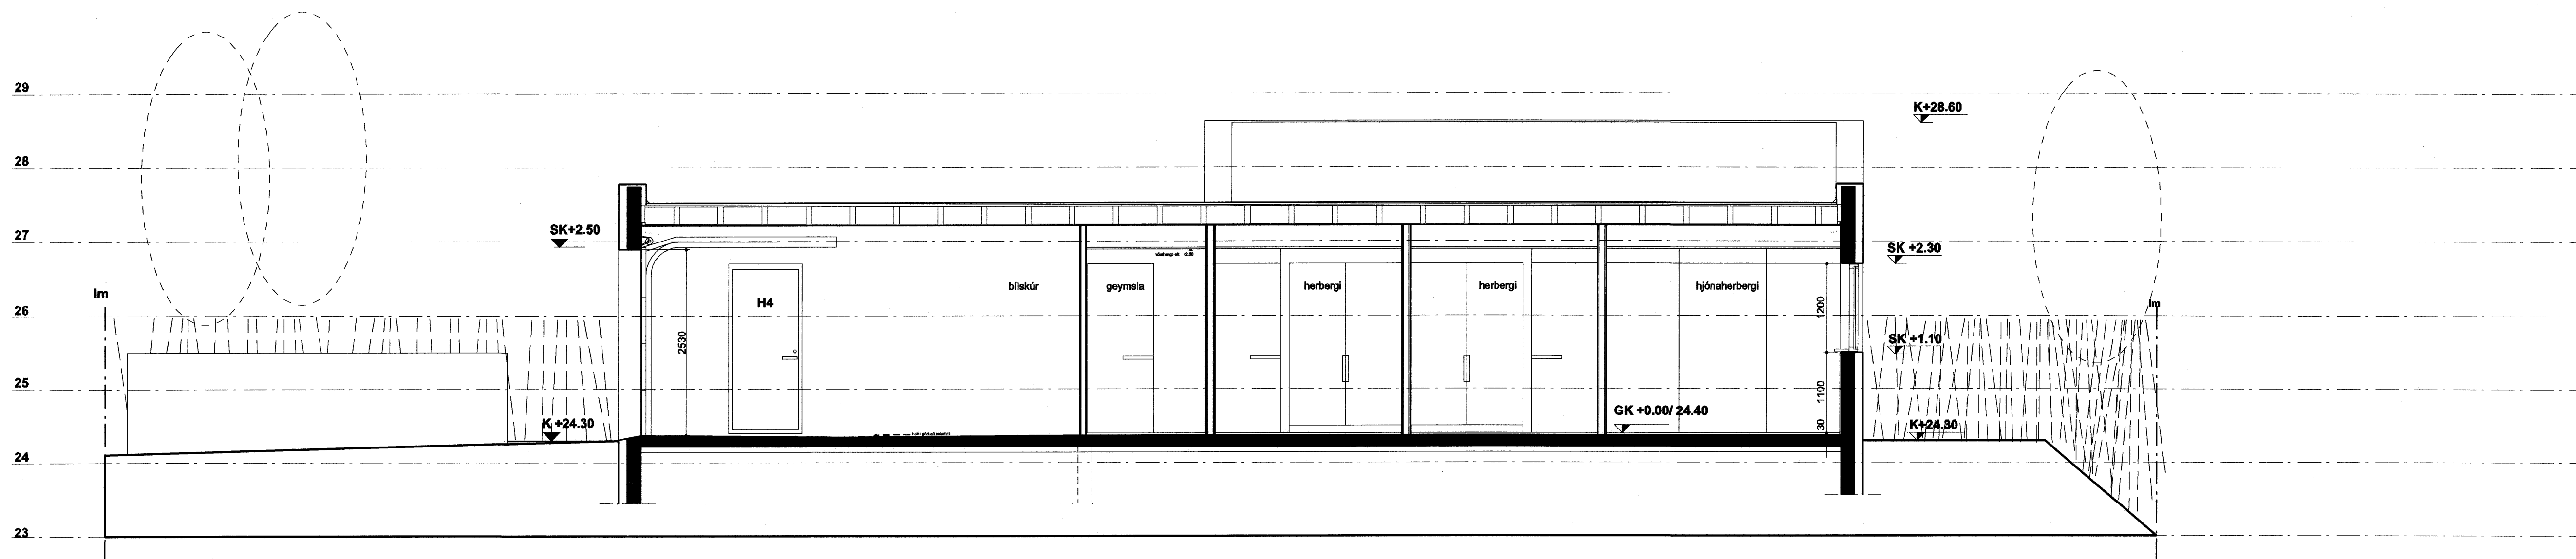 29
K+28.60
28
27
SK+2.50
SK +2.30
26
lm
H4
bílskúr
geymsla
herbergi
herbergi
hjónaherbergi
1200
lm
2530
SK +1.10
25
1100
K +24.30
GK +0.00/ 24.40
30
K+24.30
24
23